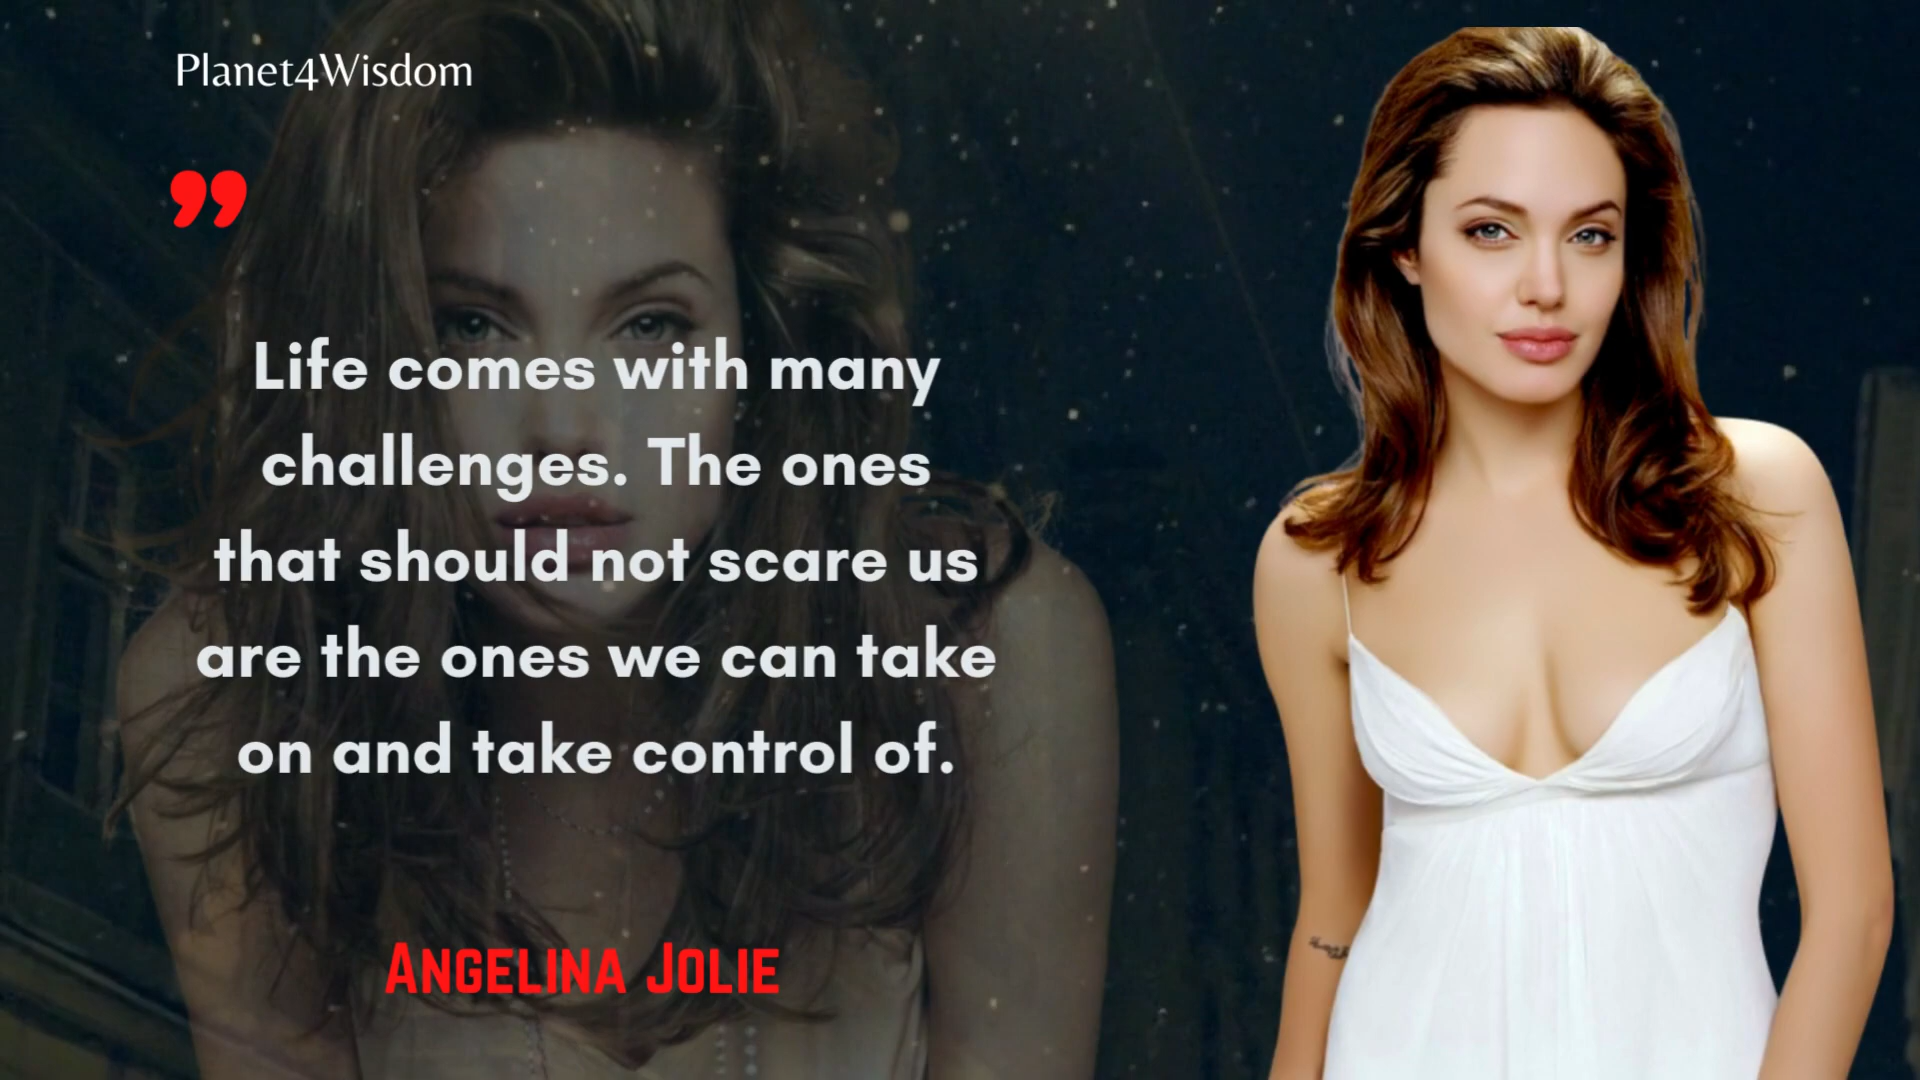 Planet4Wisdom
”
Life comes with many
challenges. The ones
that should not scare us
are the ones we can take
on and take control of.
Angelina Jolie